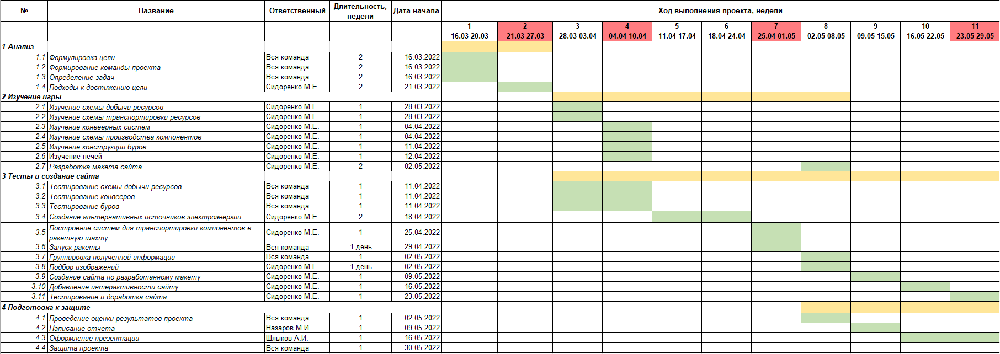 № Название Ответственный Длительность, недели Дата начала Ход выполнения проекта, недели
1 2 3 4 5 6 7 8 9 10 11
16.03-20.03 21.03-27.03 28.03-03.04 04.04-10.04 11.04-17.04 18.04-24.04 25.04-01.05 02.05-08.05 09.05-15.05 16.05-22.05 23.05-29.05
1 Анализ
1.1 Формулировка цели Вся команда 2 16.03.2022
1.2 Формирование команды проекта Вся команда 2 16.03.2022
1.3 Определение задач Вся команда 2 16.03.2022
1.4 Подходы к достижению цели Сидоренко М.Е. 2 21.03.2022
2 Изучение игры
2.1 Изучение схемы добычи ресурсов Сидоренко М.Е. 1 28.03.2022
2.2 Изучение схемы транспортировки ресурсов Сидоренко М.Е. 1 28.03.2022
2.3 Изучение конвеерных систем Сидоренко М.Е. 1 04.04.2022
2.4 Изучение схемы производства компонентов Сидоренко М.Е. 1 04.04.2022
2.5 Изучение конструкции буров Сидоренко М.Е. 1 11.04.2022
2.6 Изучение печей Сидоренко М.Е. 1 12.04.2022
2.7 Разработка макета сайта Сидоренко М.Е. 2 02.05.2022
3 Тесты и создание сайта
3.1 Тестирование схемы добычи ресурсов Вся команда 1 11.04.2022
3.2 Тестирование конвееров Вся команда 1 11.04.2022
3.3 Тестирование буров Вся команда 1 11.04.2022
3.4 Создание альтернативных источников электроэнергии Сидоренко М.Е. 2 18.04.2022
3.5 Построение систем для транспортировки компонентов в ракетную шахту Сидоренко М.Е. 1 25.04.2022
3.6 Запуск ракеты Вся команда 1 день 29.04.2022
3.7 Группировка полученной информации Вся команда 1 02.05.2022
3.8 Подбор изображений Сидоренко М.Е. 1 день 02.05.2022
3.9 Создание сайта по разработанному макету Сидоренко М.Е. 1 09.05.2022
3.10 Добавление интерактивности сайту Сидоренко М.Е. 1 16.05.2022
3.11 Тестирование и доработка сайта Сидоренко М.Е. 1 23.05.2022
4 Подготовка к защите
4.1 Проведение оценки результатов проекта Вся команда 1 02.05.2022
4.2 Написание отчета Назаров М.И. 1 09.05.2022
4.3 Оформление презентации Шлыков А.И. 1 16.05.2022
4.4 Защита проекта Вся команда 1 30.05.2022